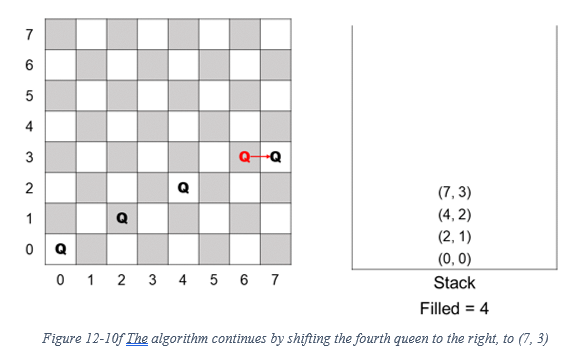 7
6
5
4
3 Q Q
2 Q
1 Q
0 Q
0 1 2 3 4 5 6 7
(7, 3)
(4, 2)
(2, 1)
(0, 0)
Stack
Filled = 4
Figure 12-10f The algorithm continues by shifting the fourth queen to the right, to (7, 3)